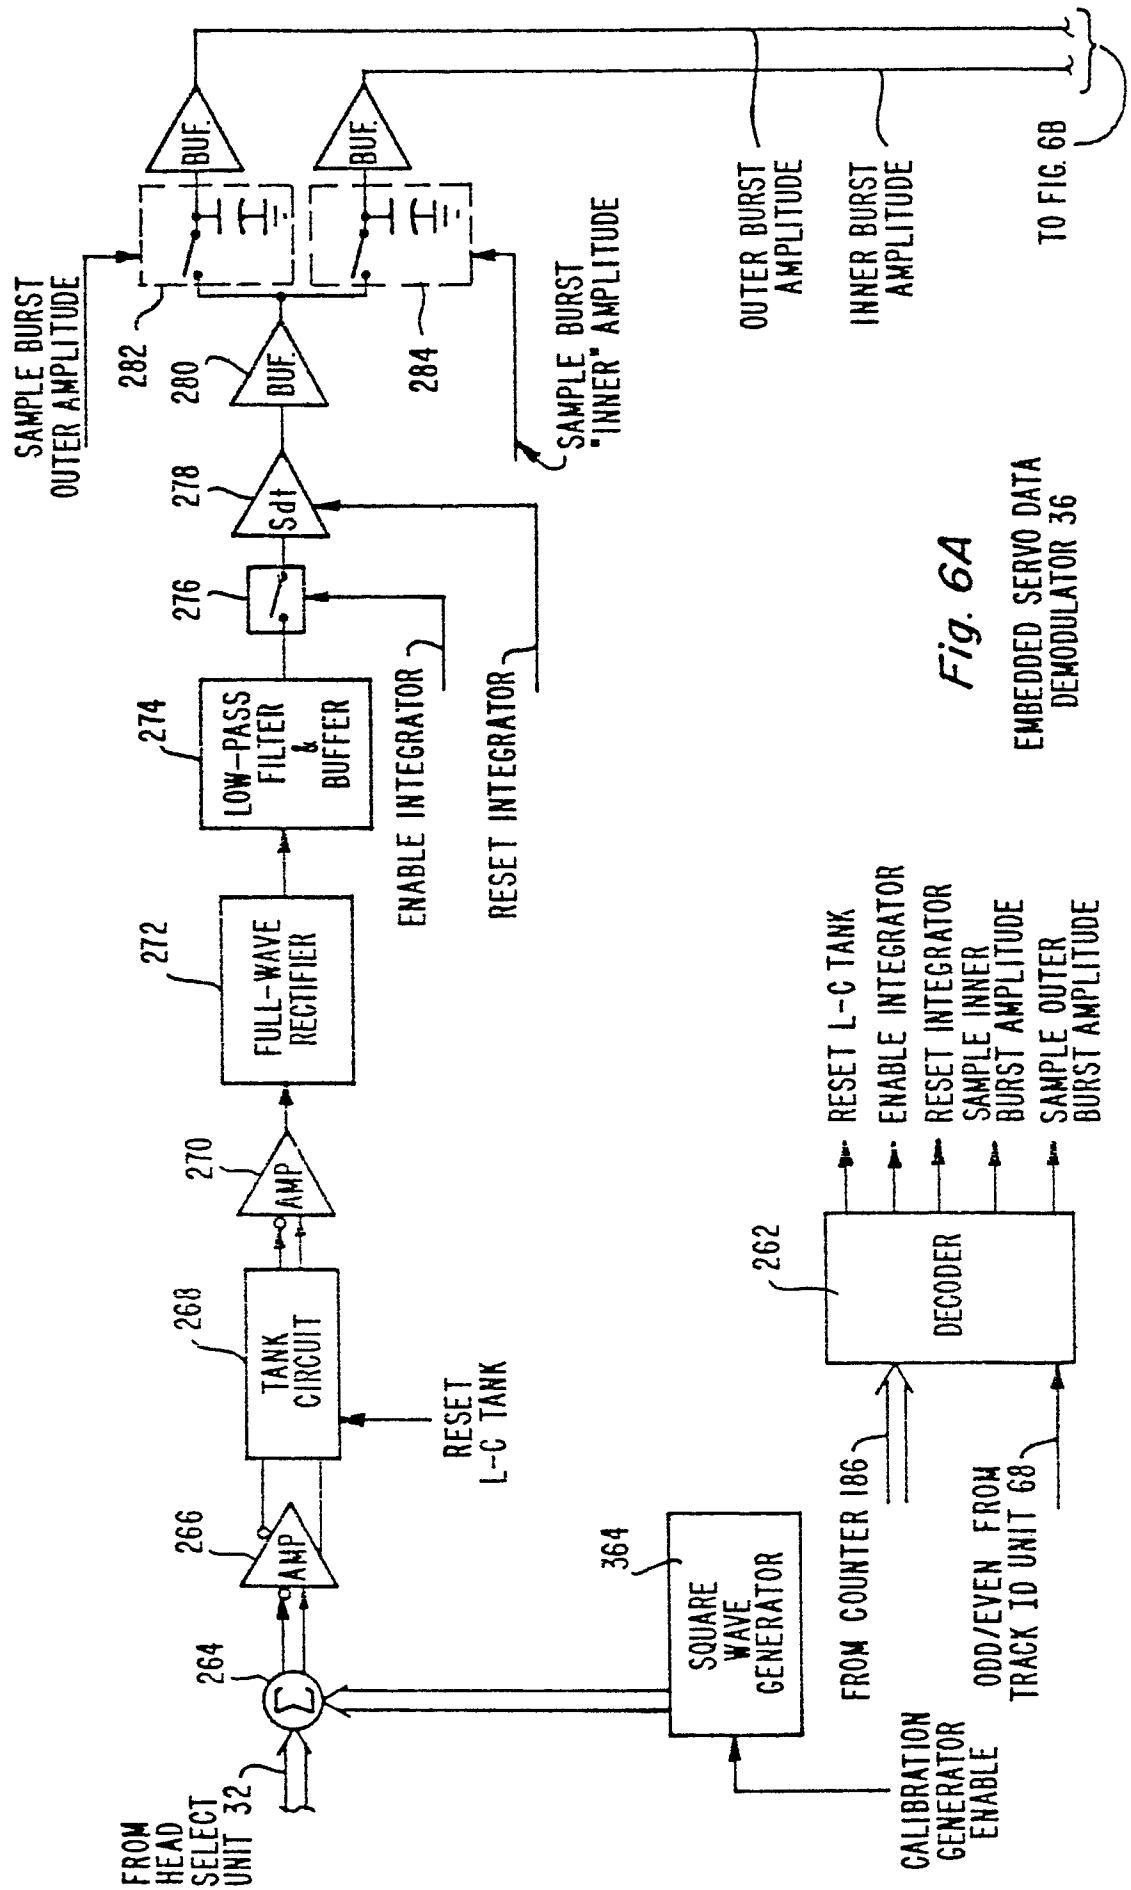 FROM
HEAD
SELECT
UNIT 32
264
Σ
266
AMP
268
TANK
CIRCUIT
RESET
L-C TANK
270
AMP
272
FULL-WAVE
RECTIFIER
274
LOW-PASS
FILTER
&
BUFFER
276
ENABLE INTEGRATOR
278
Sdt
RESET INTEGRATOR
280
BUF.
SAMPLE BURST
OUTER AMPLITUDE
282
BUF.
284
BUF.
SAMPLE BURST
"INNER" AMPLITUDE
OUTER BURST
AMPLITUDE
INNER BURST
AMPLITUDE
TO FIG. 6B
364
SQUARE
WAVE
GENERATOR
CALIBRATION
GENERATOR
ENABLE
262
DECODER
FROM COUNTER 186
ODD/EVEN FROM
TRACK ID UNIT 68
RESET L-C TANK
ENABLE INTEGRATOR
RESET INTEGRATOR
SAMPLE INNER
BURST AMPLITUDE
SAMPLE OUTER
BURST AMPLITUDE
Fig. 6A
EMBEDDED SERVO DATA
DEMODULATOR 36